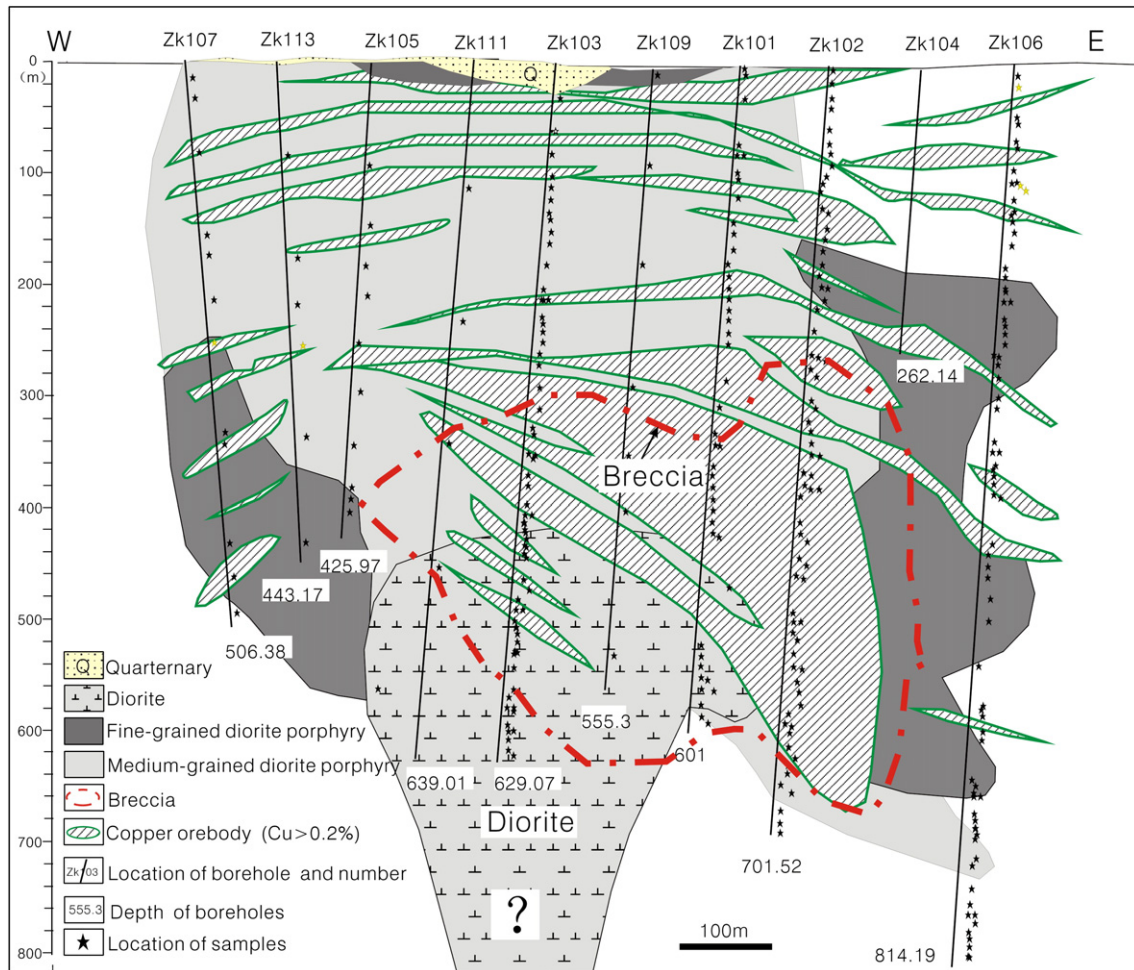 W Zk107 Zk113 Zk105 Zk111 Zk103 Zk109 Zk101 Zk102 Zk104 Zk106 E
0
(m)
Q
100
200
262.14
300
Breccia
400
425.97
443.17
500
506.38
Q Quarternary
Diorite
Fine-grained diorite porphyry
555.3
600
601
Medium-grained diorite porphyry
639.01 629.07
Breccia
Diorite
Copper orebody (Cu>0.2%)
700
701.52
Zk103 Location of borehole and number
?
555.3 Depth of boreholes
100m
Location of samples
800
814.19